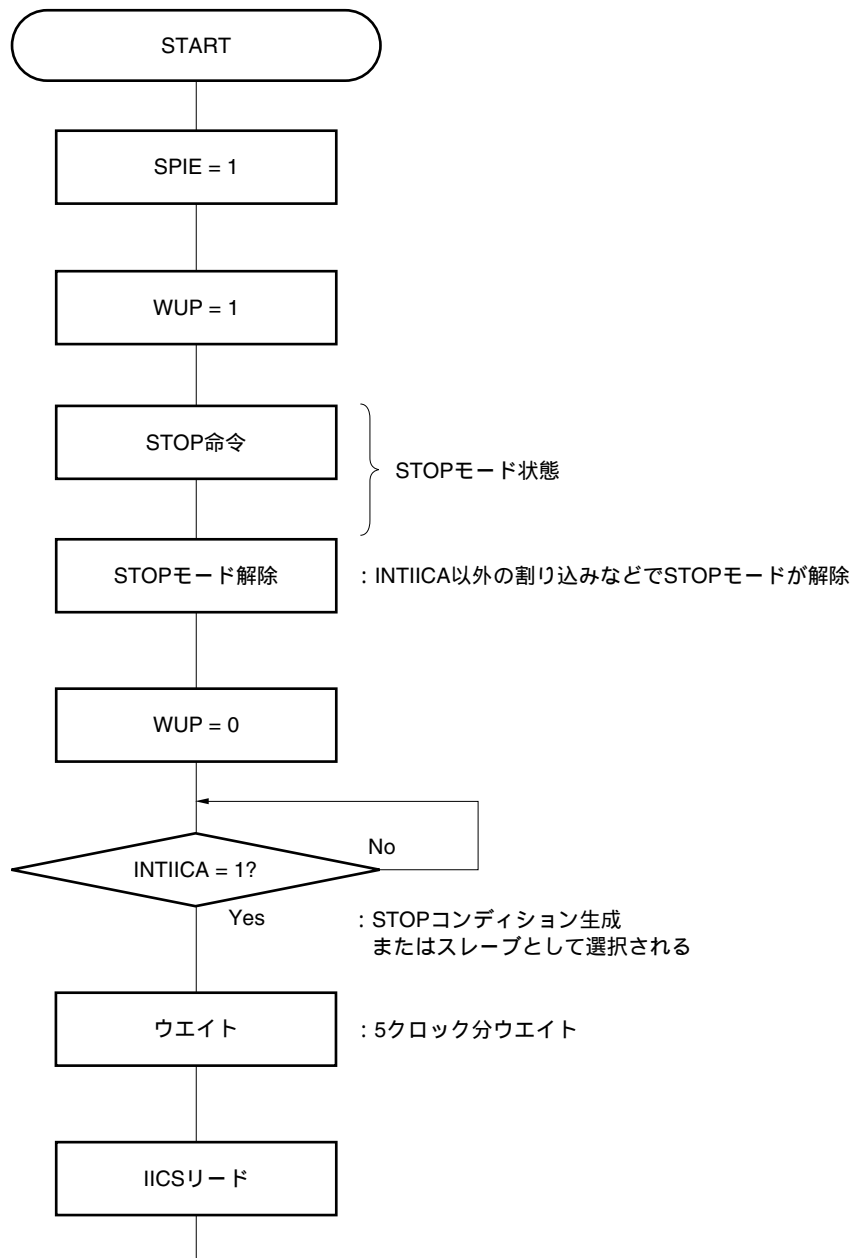 START
SPIE = 1
WUP = 1
STOP命令
STOPモード状態
STOPモード解除
：INTIICA以外の割り込みなどでSTOPモードが解除
WUP = 0
No
INTIICA = 1?
Yes
：STOPコンディション生成
またはスレーブとして選択される
ウエイト
：5クロック分ウエイト
IICSリード